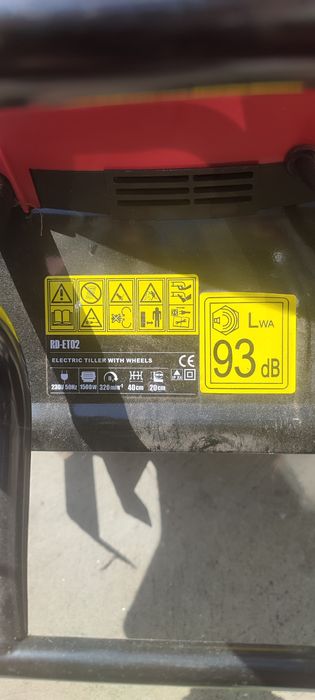 RD-ET02
ELECTRIC TILLER WITH WHEELS
CE
230V 50Hz 1500W 320min⁻¹ 40cm 20cm
LWA
93 dB